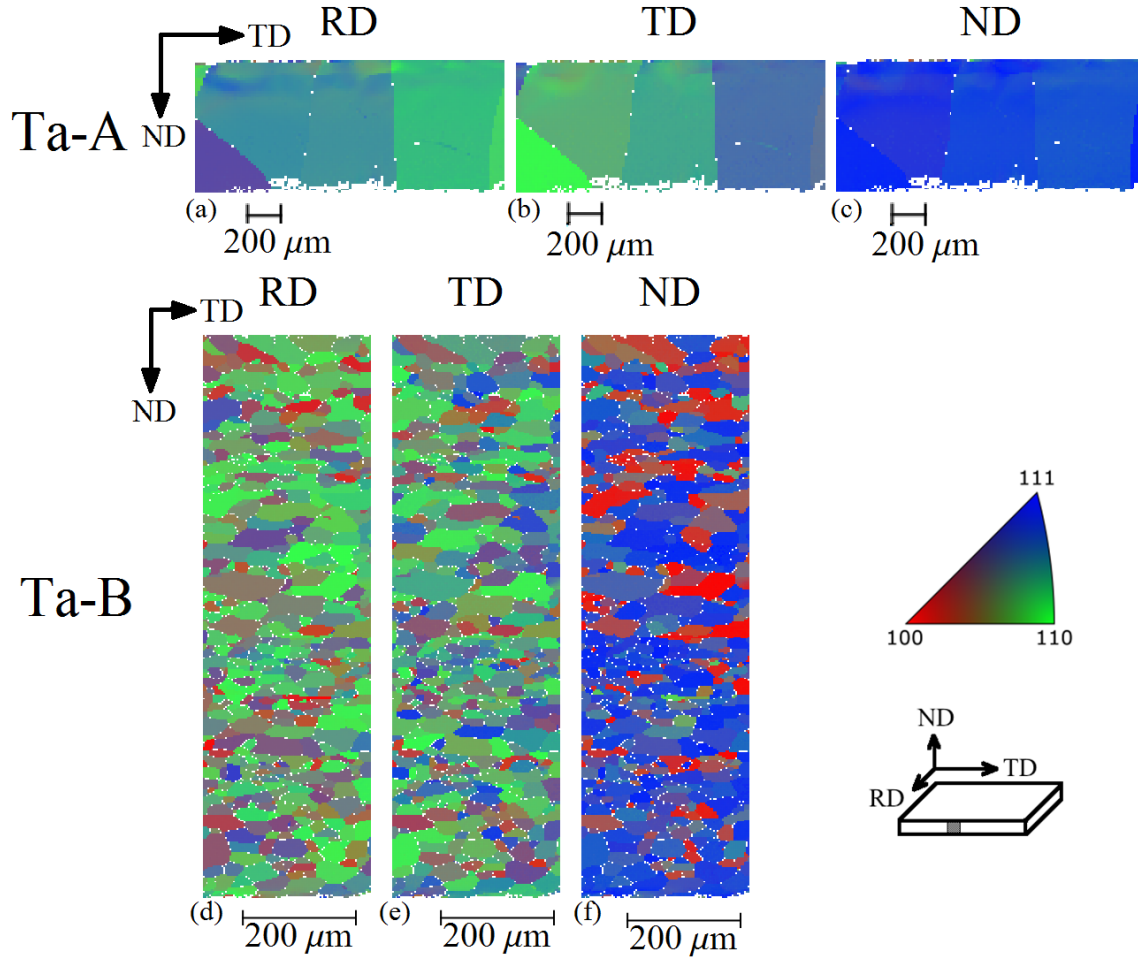 RD TD ND
TD
Ta-A ND
(a) (b) (c)
200 μm 200 μm 200 μm
RD TD ND
TD
ND
111
Ta-B
100 110
ND
TD
RD
(d) (e) (f)
200 μm 200 μm 200 μm